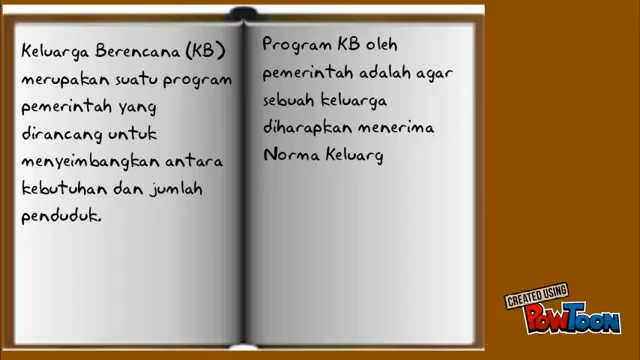 Keluarga Berencana (KB)
merupakan suatu program
pemerintah yang
dirancang untuk
menyeimbangkan antara
kebutuhan dan jumlah
penduduk.
Program KB oleh
pemerintah adalah agar
sebuah keluarga
diharapkan menerima
Norma Keluarg
CREATED USING
POWTOON